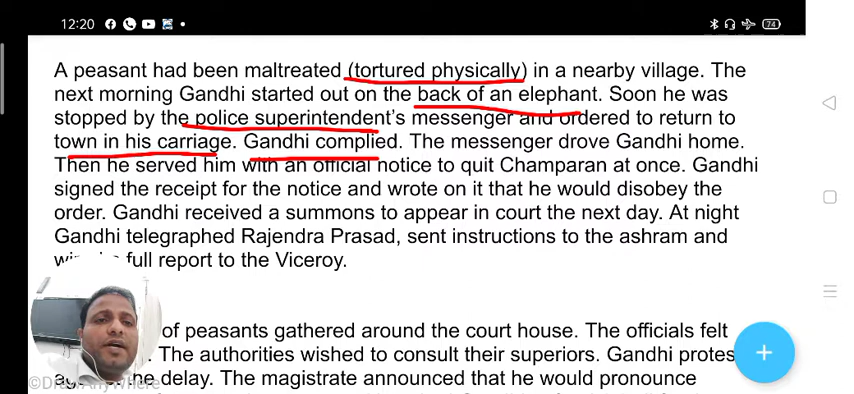 12:20
74
A peasant had been maltreated (tortured physically) in a nearby village. The
next morning Gandhi started out on the back of an elephant. Soon he was
stopped by the police superintendent's messenger and ordered to return to
town in his carriage. Gandhi complied. The messenger drove Gandhi home.
Then he served him with an official notice to quit Champaran at once. Gandhi
signed the receipt for the notice and wrote on it that he would disobey the
order. Gandhi received a summons to appear in court the next day. At night
Gandhi telegraphed Rajendra Prasad, sent instructions to the ashram and
full report to the Viceroy.
of peasants gathered around the court house. The officials felt
The authorities wished to consult their superiors. Gandhi protes
the delay. The magistrate announced that he would pronounce
©DrawAnywhere